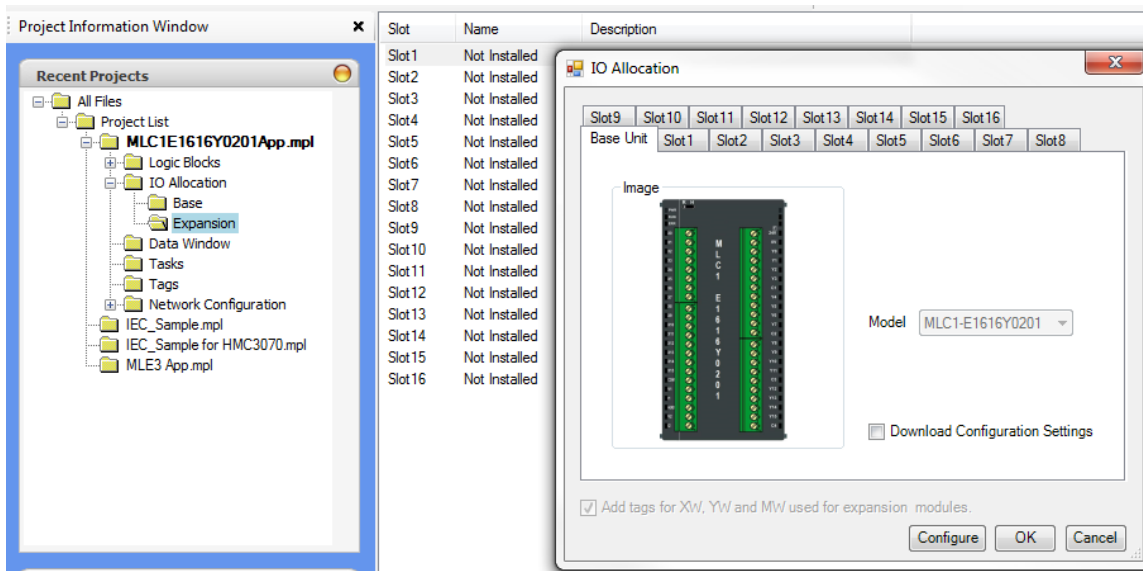 Project Information Window
Recent Projects
All Files
Project List
MLC1E1616Y0201App.mpl
Logic Blocks
IO Allocation
Base
Expansion
Data Window
Tasks
Tags
Network Configuration
IEC_Sample.mpl
IEC_Sample for HMC3070.mpl
MLE3 App.mpl
Slot Name Description
Slot1 Not Installed
Slot2 Not Installed
Slot3 Not Installed
Slot4 Not Installed
Slot5 Not Installed
Slot6 Not Installed
Slot7 Not Installed
Slot8 Not Installed
Slot9 Not Installed
Slot10 Not Installed
Slot11 Not Installed
Slot12 Not Installed
Slot13 Not Installed
Slot14 Not Installed
Slot15 Not Installed
Slot16 Not Installed
IO Allocation
Slot9 Slot10 Slot11 Slot12 Slot13 Slot14 Slot15 Slot16
Base Unit Slot1 Slot2 Slot3 Slot4 Slot5 Slot6 Slot7 Slot8
Image
MLC1 E1616Y0201
Model MLC1-E1616Y0201
Download Configuration Settings
Add tags for XW, YW and MW used for expansion modules.
Configure OK Cancel